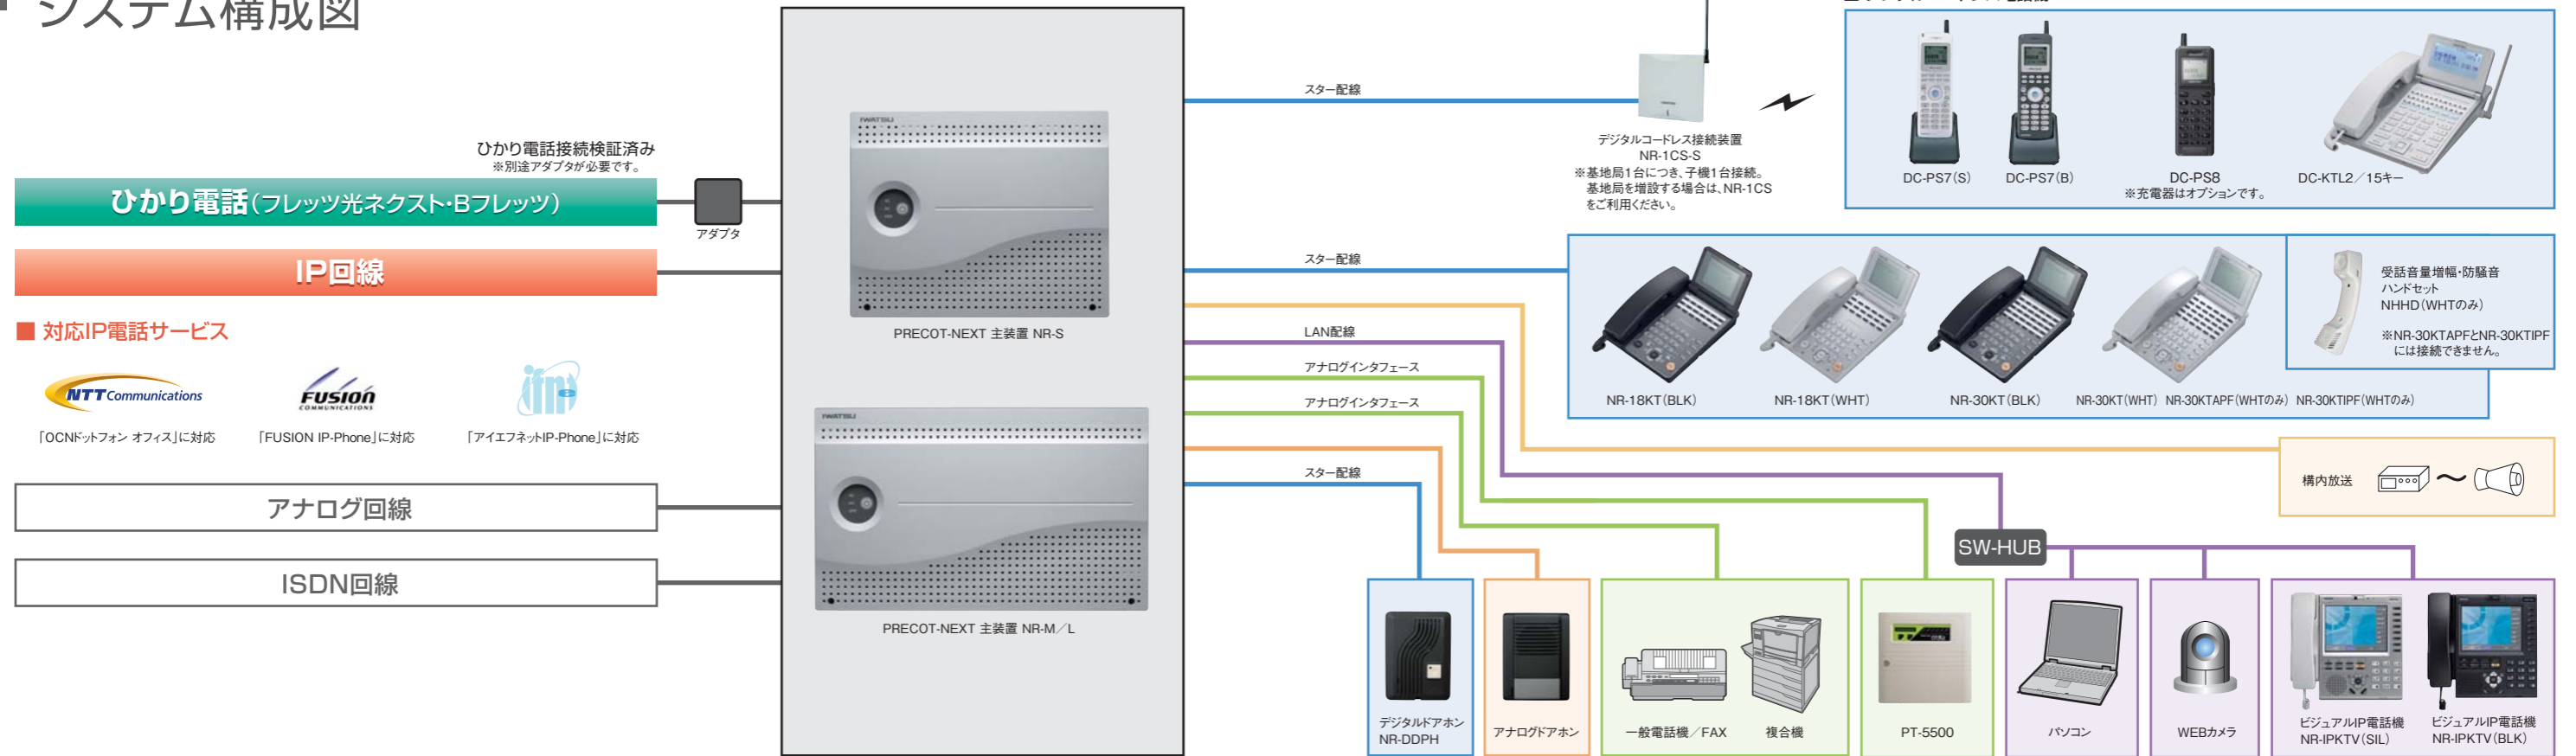 システム構成図
ひかり電話接続検証済み
※別途アダプタが必要です。
ひかり電話(フレッツ光ネクスト・Bフレッツ)
アダプタ
IP回線
■ 対応IP電話サービス
NTT Communications
FUSION
COMMUNICATIONS
「OCNドットフォン オフィス」に対応
「FUSION IP-Phone」に対応
「アイエフネットIP-Phone」に対応
アナログ回線
ISDN回線
IWATSU
PRECOT-NEXT 主装置 NR-S
IWATSU
PRECOT-NEXT 主装置 NR-M／L
スター配線
デジタルコードレス接続装置
NR-1CS-S
※基地局1台につき、子機1台接続。
基地局を増設する場合は、NR-1CS
をご利用ください。
DC-PS7(S)
DC-PS7(B)
DC-PS8
※充電器はオプションです。
DC-KTL2／15キー
スター配線
NR-18KT(BLK)
NR-18KT(WHT)
NR-30KT(BLK)
NR-30KT(WHT)
NR-30KTAPF(WHTのみ)
NR-30KTIPF(WHTのみ)
受話音量増幅・防騒音
ハンドセット
NHHD(WHTのみ)
※NR-30KTAPFとNR-30KTIPF
には接続できません。
LAN配線
アナログインタフェース
アナログインタフェース
スター配線
構内放送
SW-HUB
デジタルドアホン
NR-DDPH
アナログドアホン
一般電話機／FAX
複合機
PT-5500
パソコン
WEBカメラ
ビジュアルIP電話機
NR-IPKTV(SIL)
ビジュアルIP電話機
NR-IPKTV(BLK)